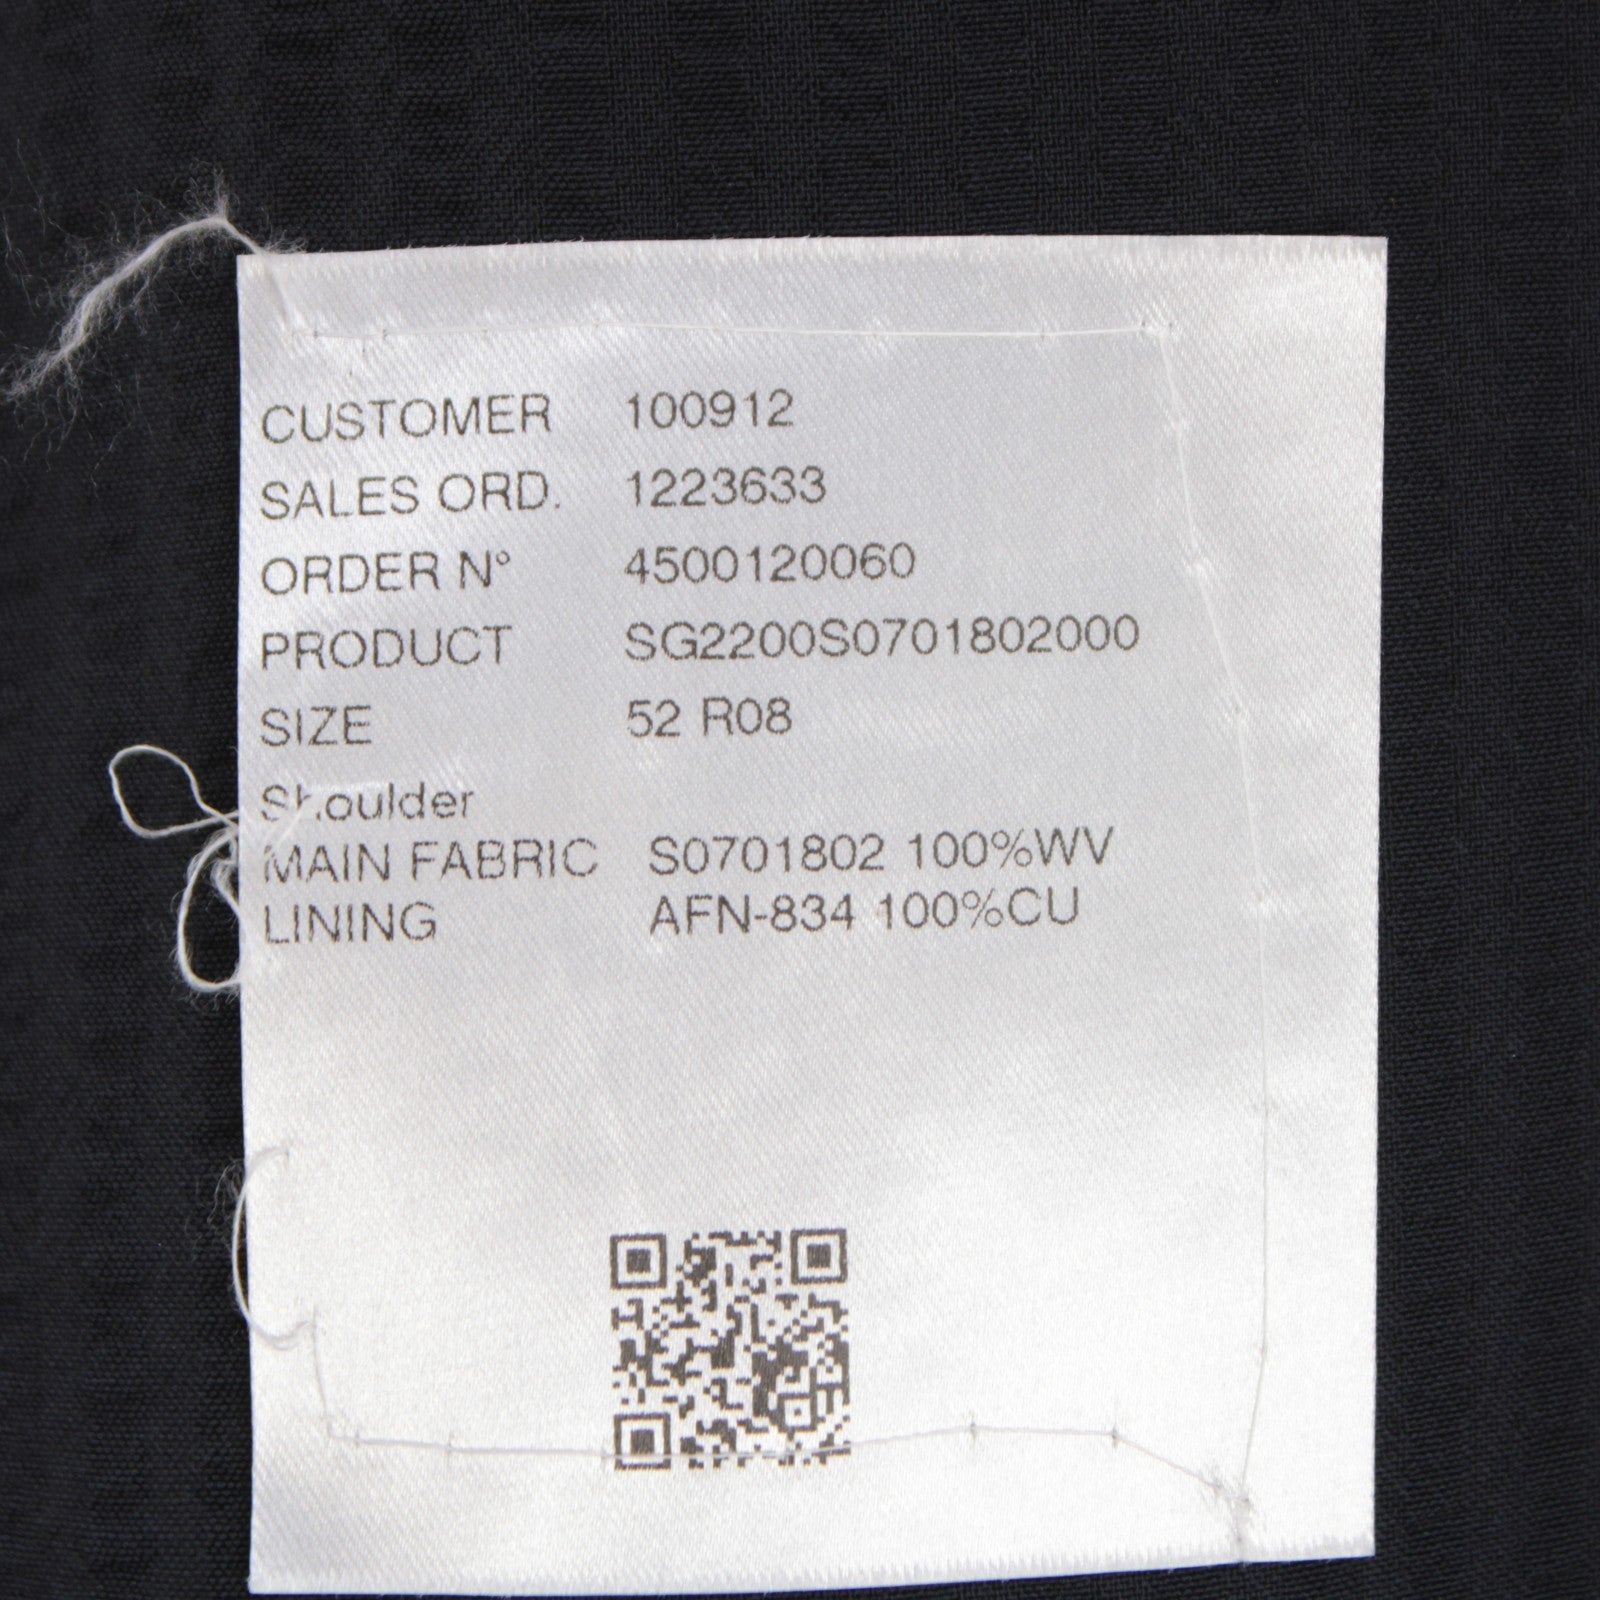 CUSTOMER 100912
SALES ORD. 1223633
ORDER N° 4500120060
PRODUCT SG2200S0701802000
SIZE 52 R08
Shoulder
MAIN FABRIC S0701802 100%WV
LINING AFN-834 100%CU